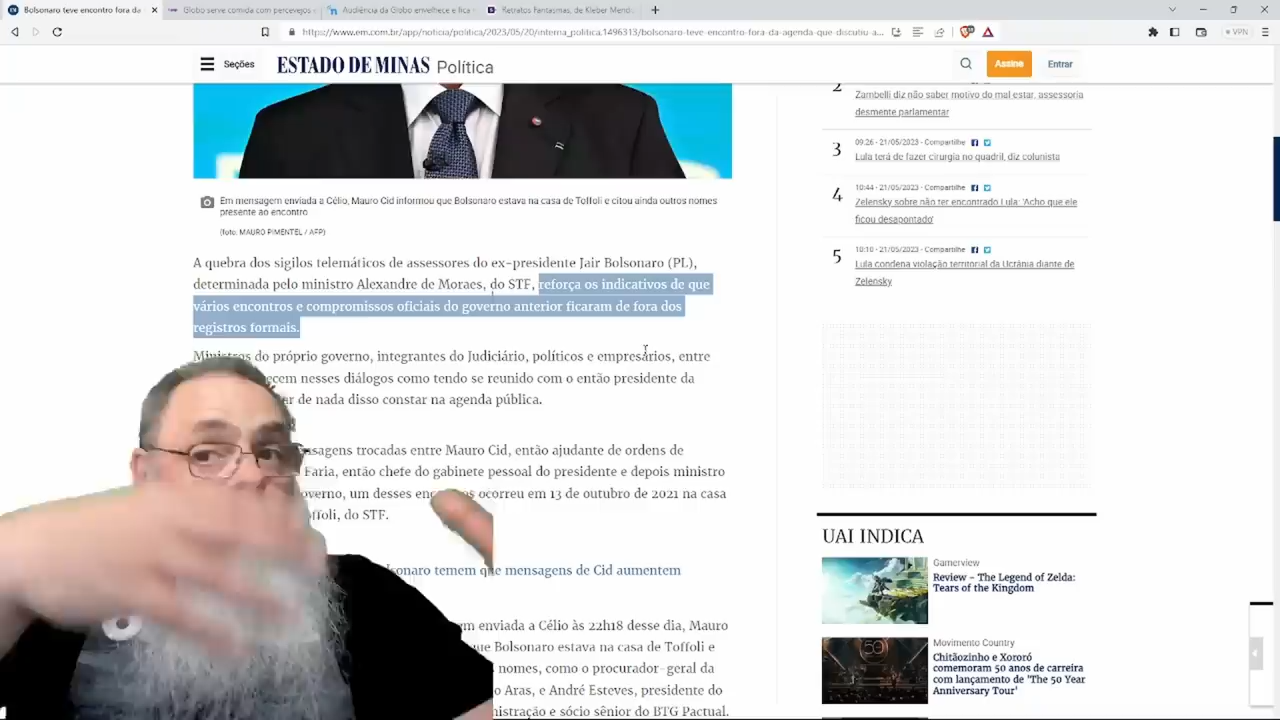 Bolsonaro teve encontro fora da
Globo serve comida com percevejos
Audiência da Globo envelhece e fica
Retratos Fantasmas, de Kleber Mend
https://www.em.com.br/app/noticia/politica/2023/05/20/interna_politica,1496313/bolsonaro-teve-encontro-fora-da-agenda-que-discutiu-a...
VPN
Seções
ESTADO DE MINAS Política
Assine
Entrar
Em mensagem enviada a Célio, Mauro Cid informou que Bolsonaro estava na casa de Toffoli e citou ainda outros nomes
presente ao encontro
(foto: MAURO PIMENTEL / AFP)
A quebra dos sigilos telemáticos de assessores do ex-presidente Jair Bolsonaro (PL),
determinada pelo ministro Alexandre de Moraes, do STF, reforça os indicativos de que
vários encontros e compromissos oficiais do governo anterior ficaram de fora dos
registros formais.
Ministros do próprio governo, integrantes do Judiciário, políticos e empresários, entre
nesses diálogos como tendo se reunido com o então presidente da
de nada disso constar na agenda pública.
trocadas entre Mauro Cid, então ajudante de ordens de
Faria, então chefe do gabinete pessoal do presidente e depois ministro
um desses encontros ocorreu em 13 de outubro de 2021 na casa
do STF.
temem que mensagens de Cid aumentem
enviada a Célio às 22h18 desse dia, Mauro
que Bolsonaro estava na casa de Toffoli e
nomes, como o procurador-geral da
Aras, e André Esteves, presidente do
e sócio sênior do BTG Pactual.
2
Zambelli diz não saber motivo do mal estar, assessoria
desmente parlamentar
3
09:26 - 21/05/2023 - Compartilhe
Lula terá de fazer cirurgia no quadril, diz colunista
4
10:44 - 21/05/2023 - Compartilhe
Zelensky sobre não ter encontrado Lula: 'Acho que ele
ficou desapontado'
5
10:10 - 21/05/2023 - Compartilhe
Lula condena violação territorial da Ucrânia diante de
Zelensky
UAI INDICA
Gamerview
Review - The Legend of Zelda:
Tears of the Kingdom
Movimento Country
Chitãozinho e Xororó
comemoram 50 anos de carreira
com lançamento de 'The 50 Year
Anniversary Tour'
50